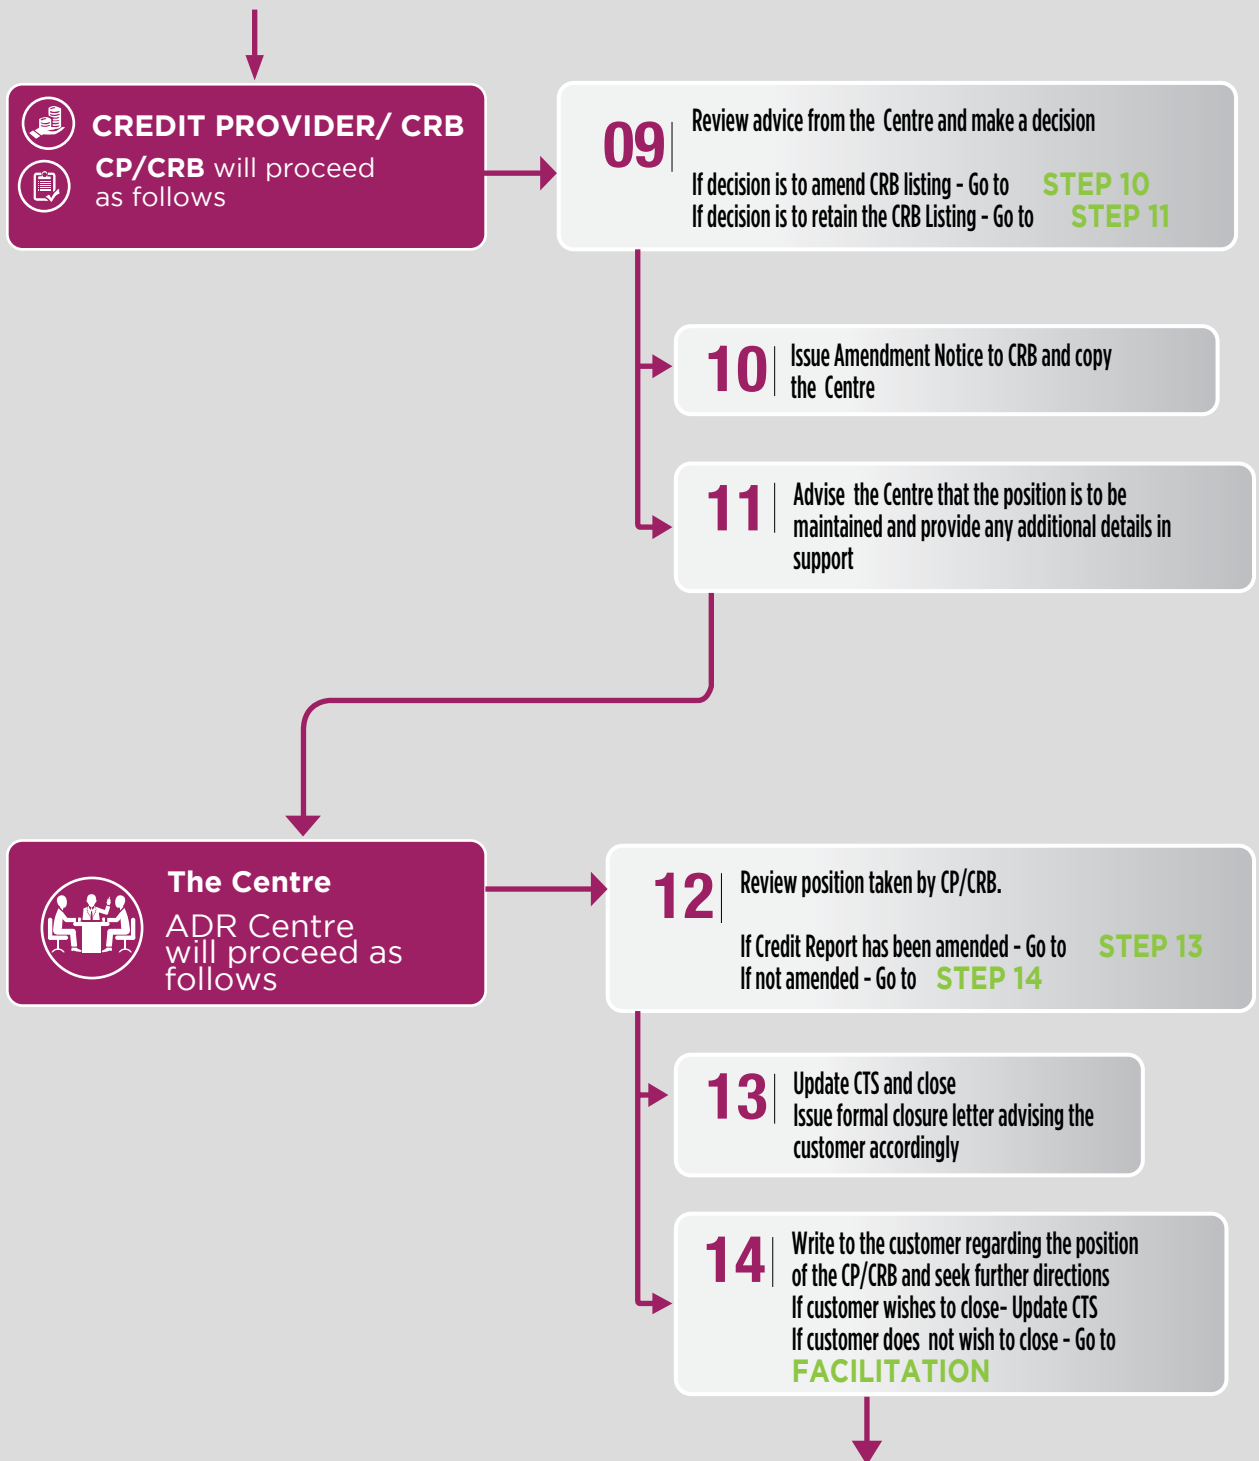 CREDIT PROVIDER/ CRB
CP/CRB will proceed
as follows
09
Review advice from the Centre and make a decision
If decision is to amend CRB listing - Go to STEP 10
If decision is to retain the CRB Listing - Go to STEP 11
10
Issue Amendment Notice to CRB and copy
the Centre
11
Advise the Centre that the position is to be
maintained and provide any additional details in
support
The Centre
ADR Centre
will proceed as
follows
12
Review position taken by CP/CRB.
If Credit Report has been amended - Go to STEP 13
If not amended - Go to STEP 14
13
Update CTS and close
Issue formal closure letter advising the
customer accordingly
14
Write to the customer regarding the position
of the CP/CRB and seek further directions
If customer wishes to close- Update CTS
If customer does not wish to close - Go to
FACILITATION